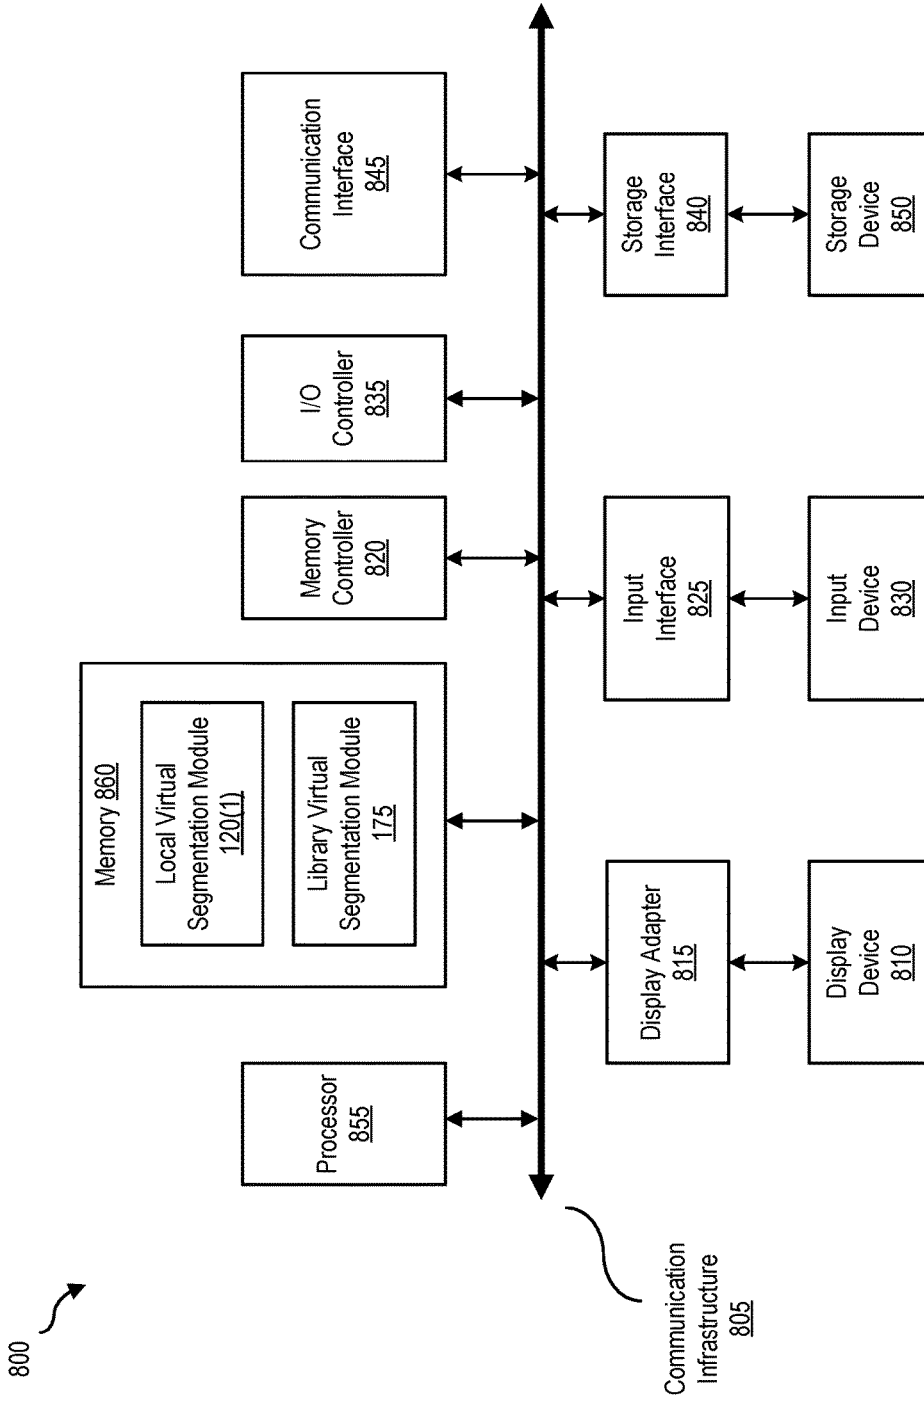 800
Processor
855
Memory 860
Local Virtual
Segmentation Module
120(1)
Library Virtual
Segmentation Module
175
Memory
Controller
820
I/O
Controller
835
Communication
Interface
845
Communication
Infrastructure
805
Display Adapter
815
Input
Interface
825
Storage
Interface
840
Display
Device
810
Input
Device
830
Storage
Device
850